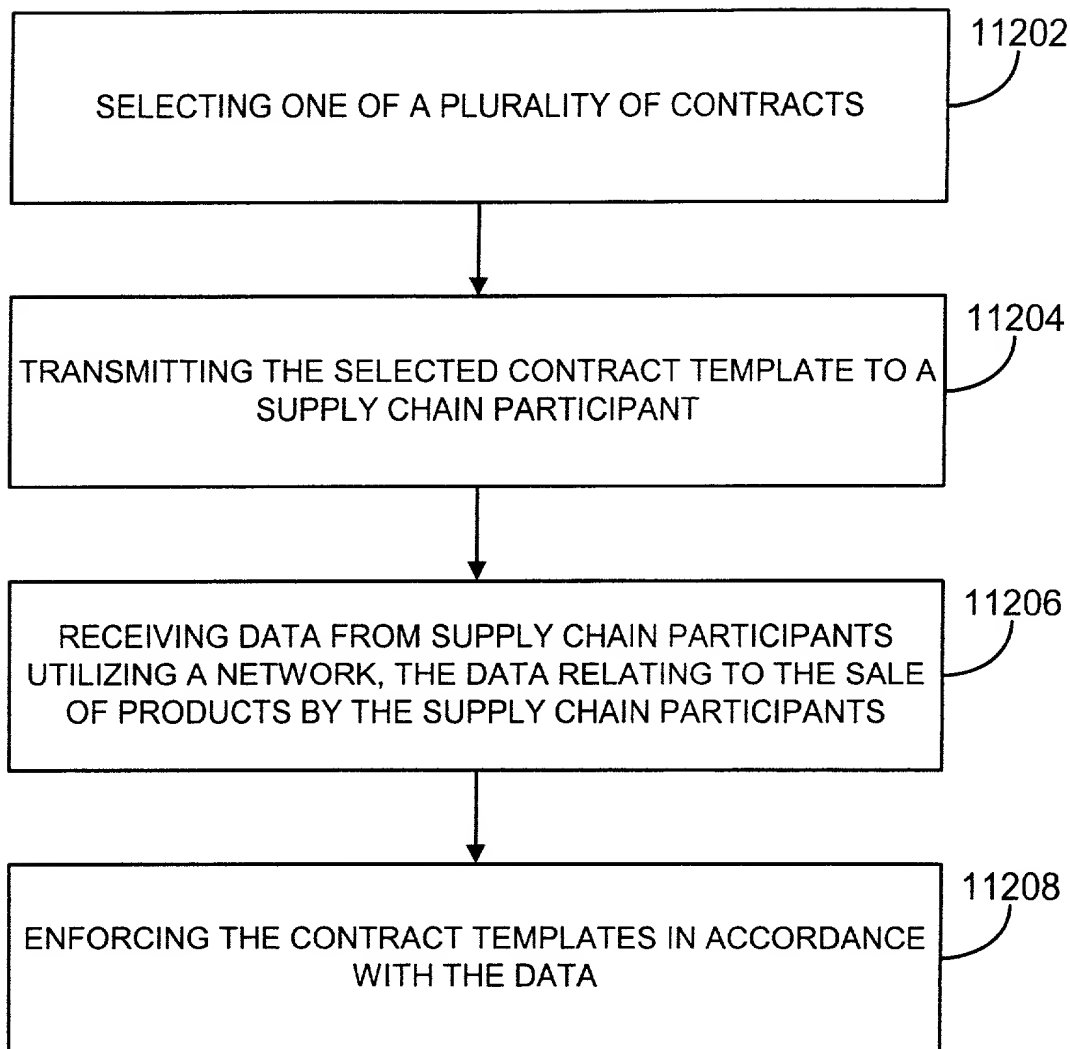 11202
SELECTING ONE OF A PLURALITY OF CONTRACTS
11204
TRANSMITTING THE SELECTED CONTRACT TEMPLATE TO A
SUPPLY CHAIN PARTICIPANT
11206
RECEIVING DATA FROM SUPPLY CHAIN PARTICIPANTS
UTILIZING A NETWORK, THE DATA RELATING TO THE SALE
OF PRODUCTS BY THE SUPPLY CHAIN PARTICIPANTS
11208
ENFORCING THE CONTRACT TEMPLATES IN ACCORDANCE
WITH THE DATA